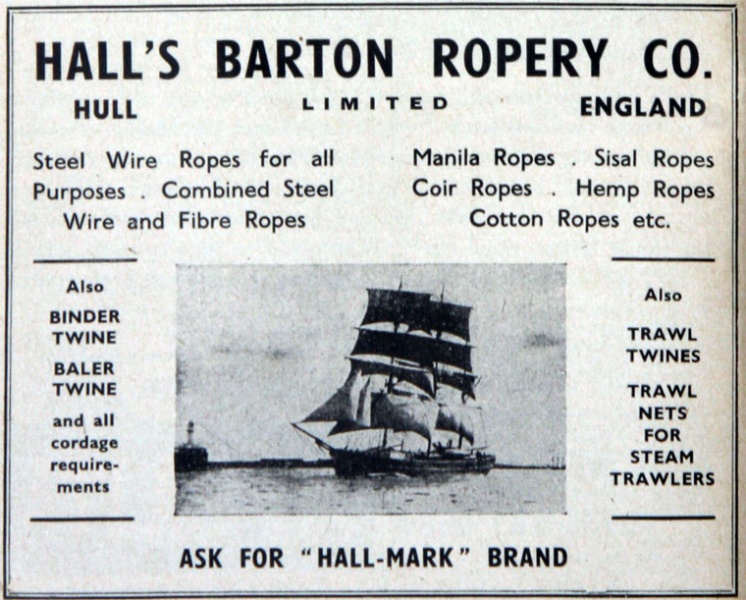 HALL'S BARTON ROPERY CO.
HULL LIMITED ENGLAND
Steel Wire Ropes for all
Purposes . Combined Steel
Wire and Fibre Ropes
Manila Ropes . Sisal Ropes
Coir Ropes . Hemp Ropes
Cotton Ropes etc.
Also
BINDER
TWINE
BALER
TWINE
and all
cordage
require-
ments
Also
TRAWL
TWINES
TRAWL
NETS
FOR
STEAM
TRAWLERS
ASK FOR "HALL-MARK" BRAND